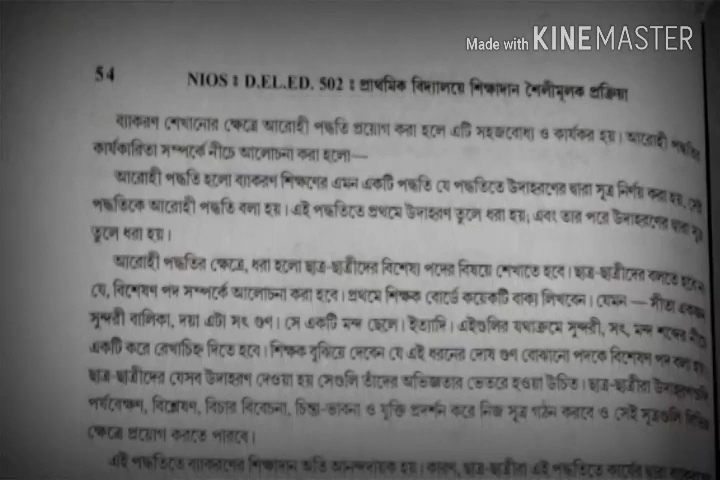 Made with KINEMASTER
54 NIOS : D.EL.ED. 502 : প্রাথমিক বিদ্যালয়ে শিক্ষাদান শৈলীমূলক প্রক্রিয়া
ব্যাকরণ শেখানোর ক্ষেত্রে আরোহী পদ্ধতি প্রয়োগ করা হলে এটি সহজবোধ্য ও কার্যকর হয়। আরোহী পদ্ধতির
কার্যকারিতা সম্পর্কে নীচে আলোচনা করা হলো—
আরোহী পদ্ধতি হলো ব্যাকরণ শিক্ষণের এমন একটি পদ্ধতি যে পদ্ধতিতে উদাহরণের দ্বারা সূত্র নির্ণয় করা হয়, সেই
পদ্ধতিকে আরোহী পদ্ধতি বলা হয়। এই পদ্ধতিতে প্রথমে উদাহরণ তুলে ধরা হয়; এবং তার পরে উদাহরণের দ্বারা সূত্র
তুলে ধরা হয়।
আরোহী পদ্ধতির ক্ষেত্রে, ধরা হলো ছাত্র-ছাত্রীদের বিশেষ্য পদের বিষয়ে শেখাতে হবে। ছাত্র-ছাত্রীদের বলতে হবে
যে, বিশেষণ পদ সম্পর্কে আলোচনা করা হবে। প্রথমে শিক্ষক বোর্ডে কয়েকটি বাক্য লিখবেন। যেমন — সীতা একজন
সুন্দরী বালিকা, দয়া এটা সৎ গুণ। সে একটি মন্দ ছেলে। ইত্যাদি। এইগুলির যথাক্রমে সুন্দরী, সৎ, মন্দ শব্দের নীচে
একটি করে রেখাচিহ্ন দিতে হবে। শিক্ষক বুঝিয়ে দেবেন যে এই ধরনের দোষ গুণ বোঝানো পদকে বিশেষণ পদ বলা হয়।
ছাত্র-ছাত্রীদের যেসব উদাহরণ দেওয়া হয় সেগুলি তাঁদের অভিজ্ঞতার ভেতরে হওয়া উচিত। ছাত্র-ছাত্রীরা উদাহরণগুলি
পর্যবেক্ষণ, বিশ্লেষণ, বিচার বিবেচনা, চিন্তা-ভাবনা ও যুক্তি প্রদর্শন করে নিজ সূত্র গঠন করবে ও সেই সূত্রগুলি বিভিন্ন
ক্ষেত্রে প্রয়োগ করতে পারবে।
এই পদ্ধতিতে ব্যাকরণের শিক্ষাদান অতি আনন্দদায়ক হয়। কারণ, ছাত্র-ছাত্রীরা এই পদ্ধতিতে কার্যের দ্বারা